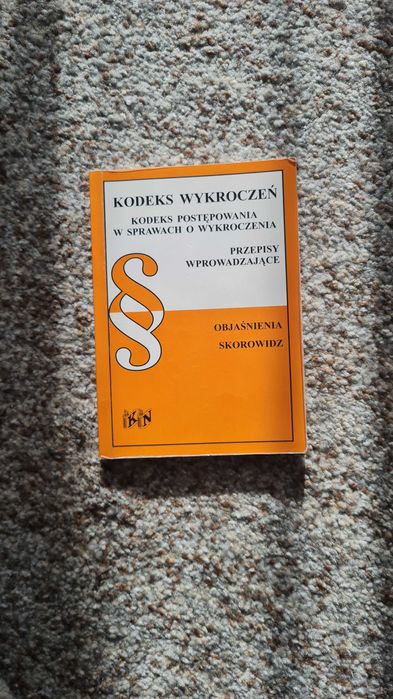 KODEKS WYKROCZEŃ
KODEKS POSTĘPOWANIA
W SPRAWACH O WYKROCZENIA
PRZEPISY
WPROWADZAJĄCE
§
OBJAŚNIENIA
SKOROWIDZ